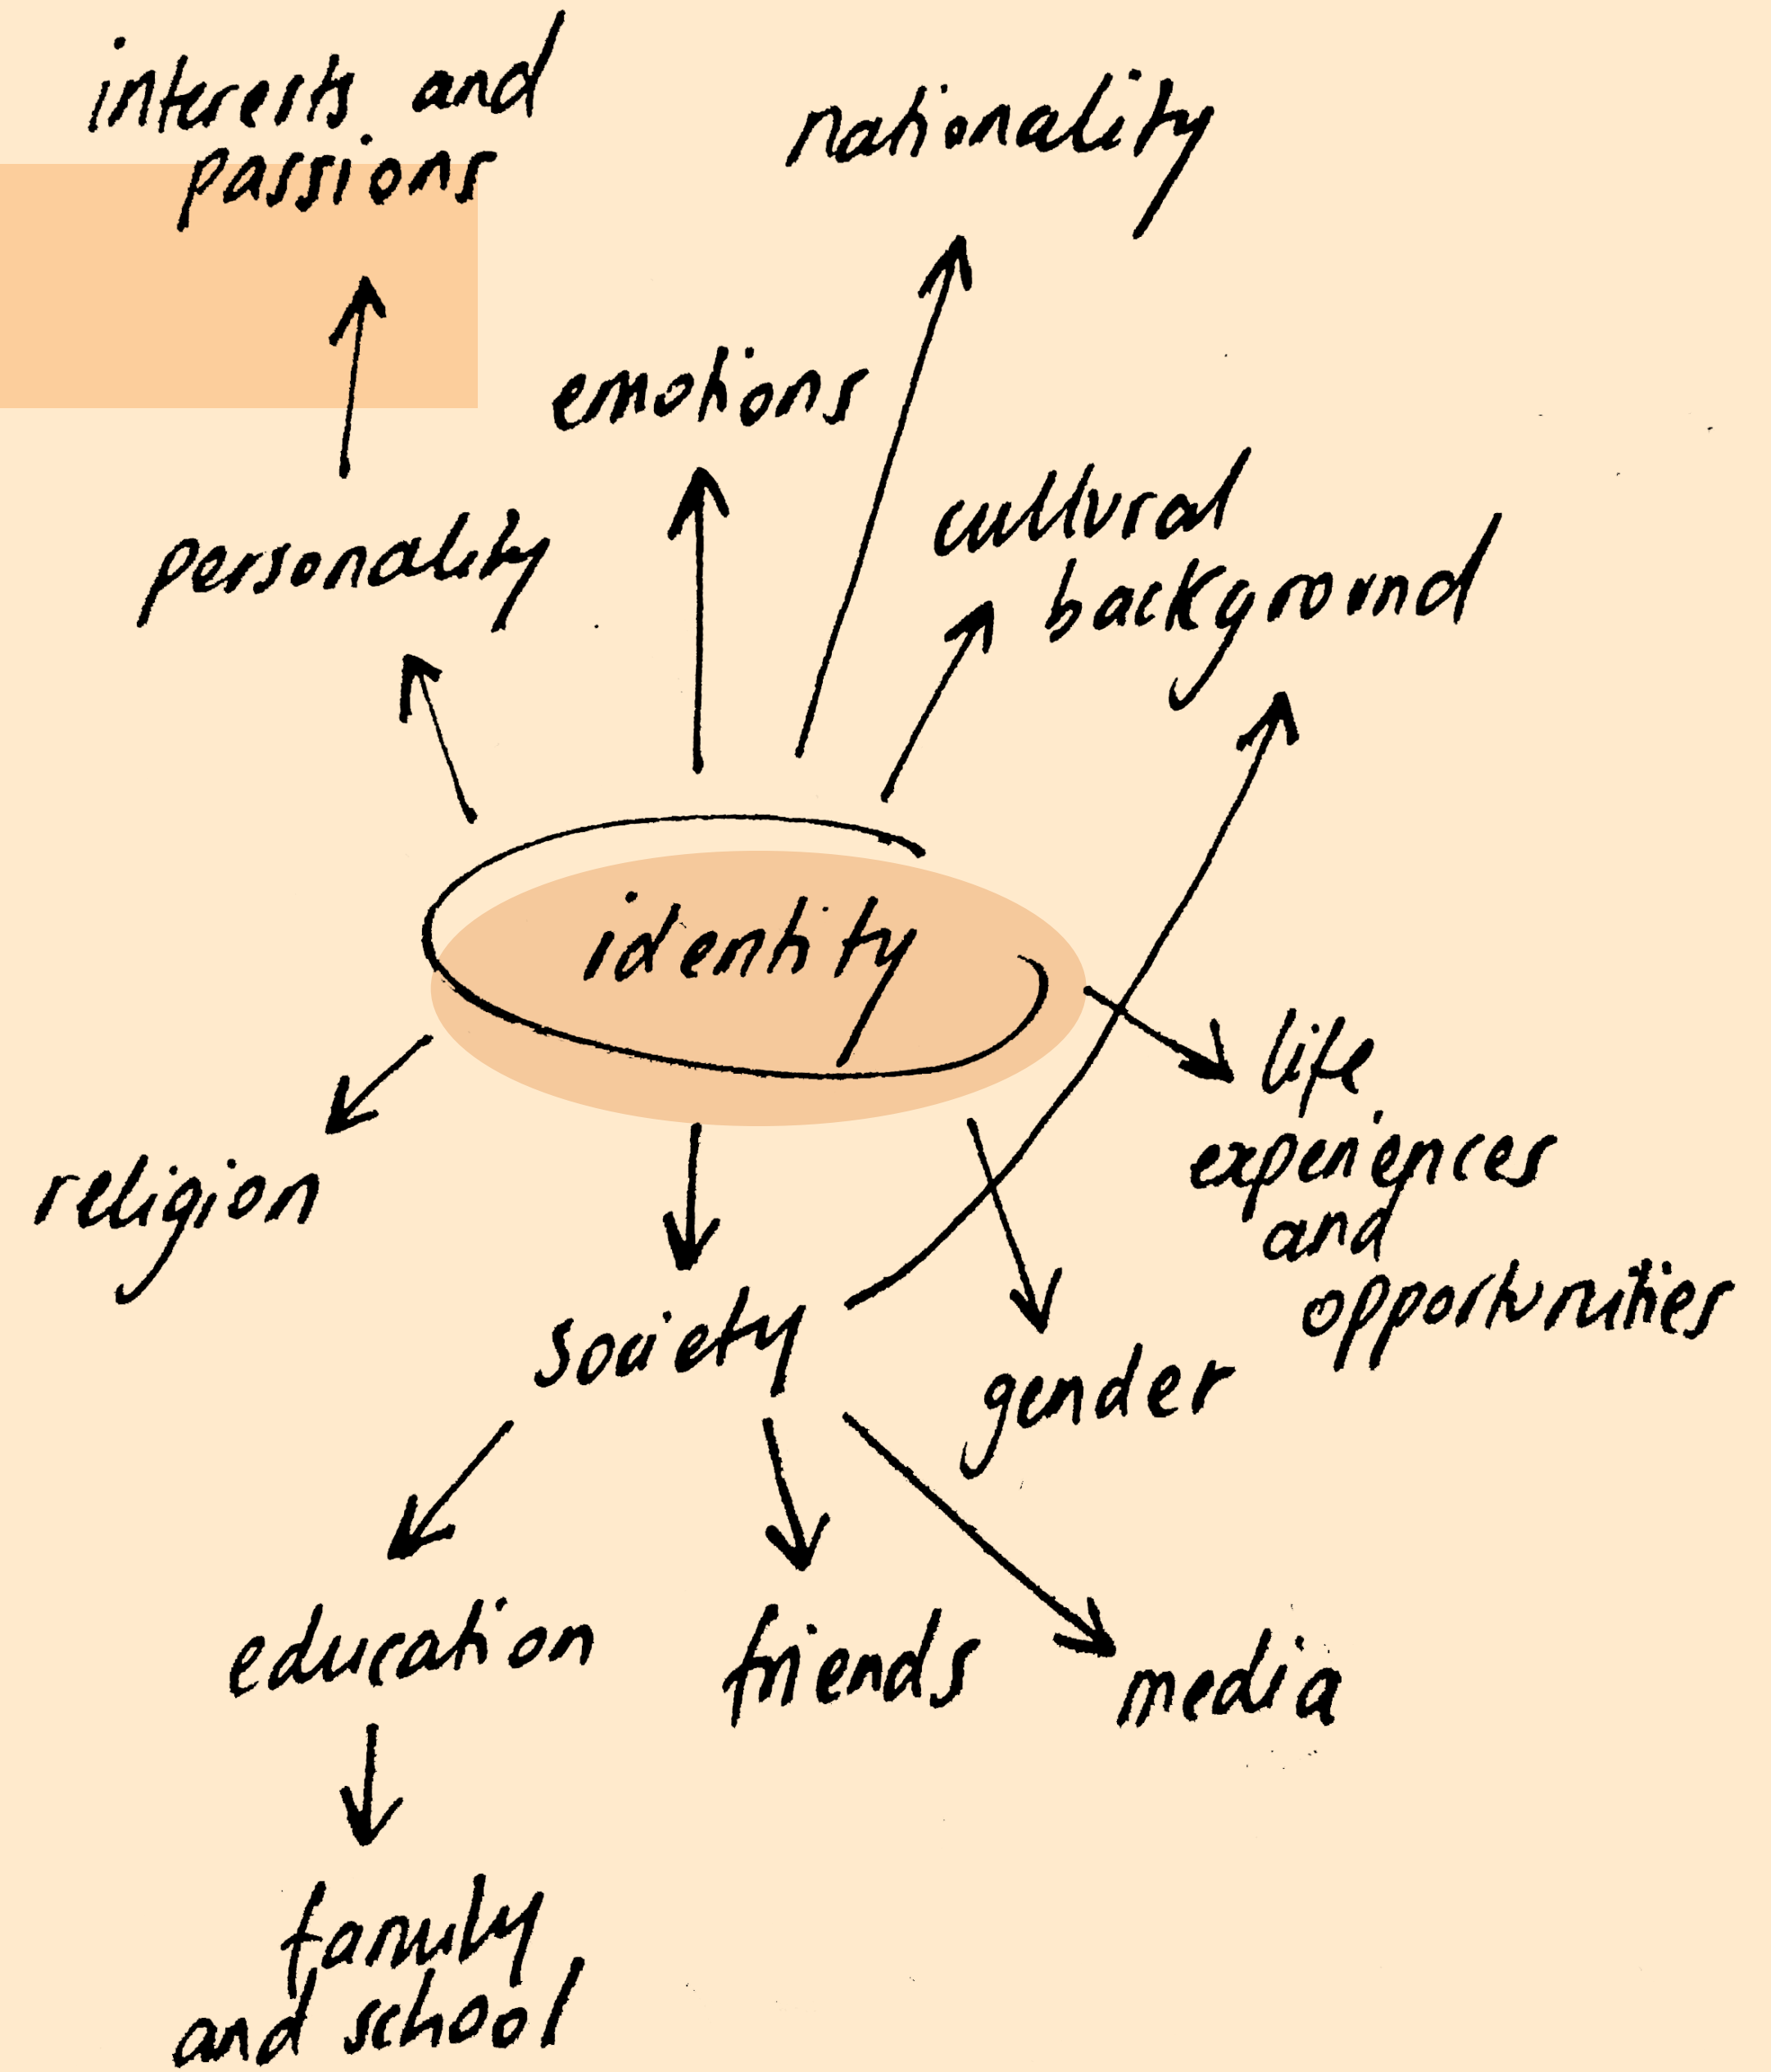 interests and
passions
nationality
emotions
cultural
background
personality
identity
life
experiences
and
opportunities
religion
society
gender
education
friends
media
family
and school